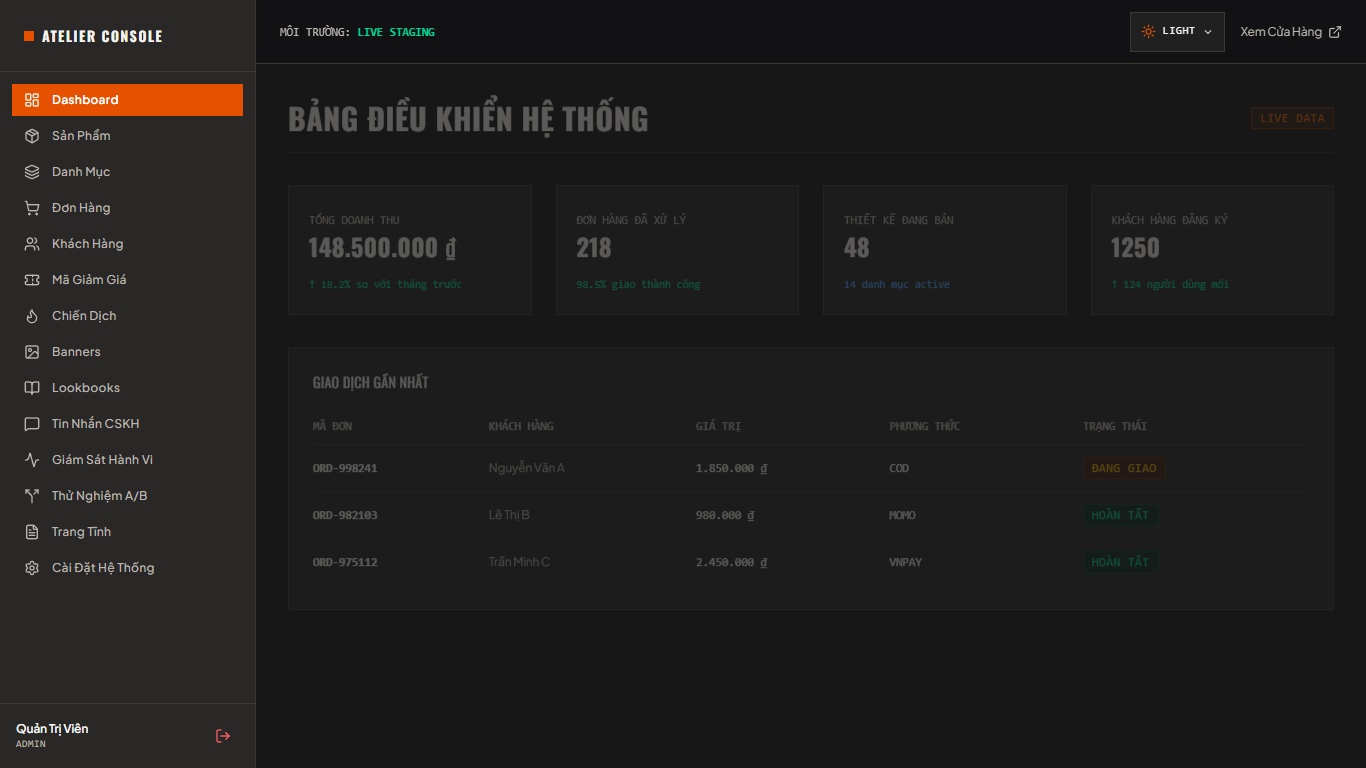 ATELIER CONSOLE
MÔI TRƯỜNG: LIVE STAGING
LIGHT
Xem Cửa Hàng
Dashboard
Sản Phẩm
Danh Mục
Đơn Hàng
Khách Hàng
Mã Giảm Giá
Chiến Dịch
Banners
Lookbooks
Tin Nhắn CSKH
Giám Sát Hành Vi
Thử Nghiệm A/B
Trang Tĩnh
Cài Đặt Hệ Thống
Quản Trị Viên
ADMIN
BẢNG ĐIỀU KHIỂN HỆ THỐNG
LIVE DATA
TỔNG DOANH THU
148.500.000 ₫
↑ 18.2% so với tháng trước
ĐƠN HÀNG ĐÃ XỬ LÝ
218
98.5% giao thành công
THIẾT KẾ ĐANG BÁN
48
14 danh mục active
KHÁCH HÀNG ĐĂNG KÝ
1250
↑ 124 người dùng mới
GIAO DỊCH GẦN NHẤT
MÃ ĐƠN KHÁCH HÀNG GIÁ TRỊ PHƯƠNG THỨC TRẠNG THÁI
ORD-998241 Nguyễn Văn A 1.850.000 ₫ COD ĐANG GIAO
ORD-982103 Lê Thị B 980.000 ₫ MOMO HOÀN TẤT
ORD-975112 Trần Minh C 2.450.000 ₫ VNPAY HOÀN TẤT